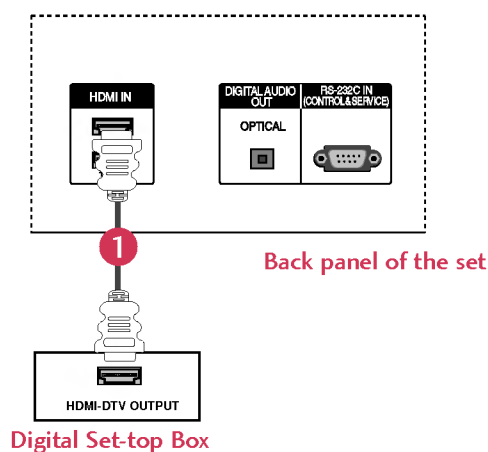 HDMI IN
DIGITAL AUDIO
OUT
RS-232C IN
(CONTROL & SERVICE)
OPTICAL
1
Back panel of the set
HDMI-DTV OUTPUT
Digital Set-top Box